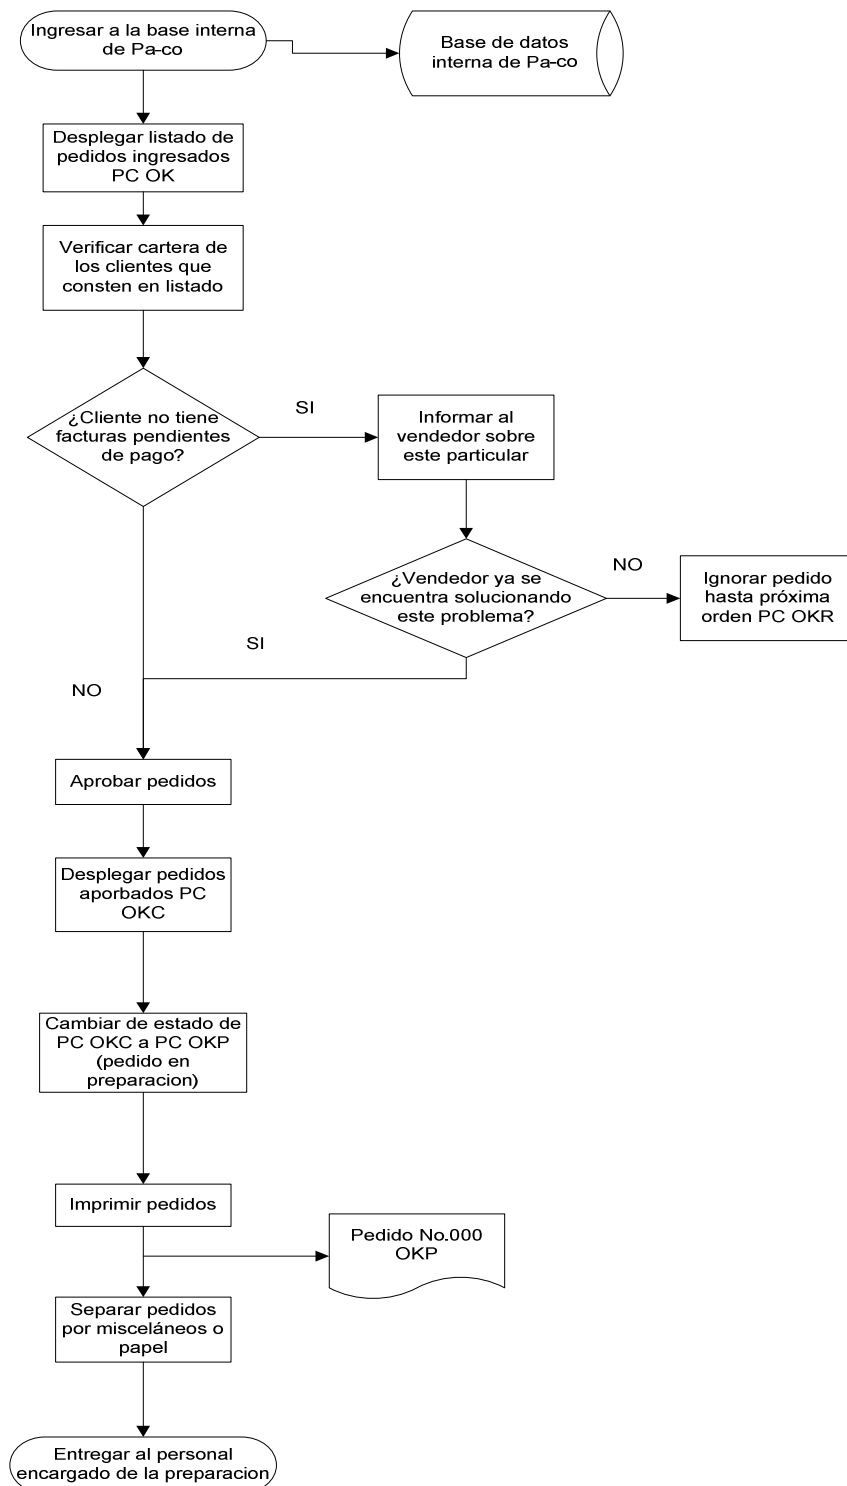 Ingresar a la base interna
de Pa-co
Base de datos
interna de Pa-co
Desplegar listado de
pedidos ingresados
PC OK
Verificar cartera de
los clientes que
consten en listado
¿Cliente no tiene
facturas pendientes
de pago?
SI
Informar al
vendedor sobre
este particular
¿Vendedor ya se
encuentra solucionando
este problema?
NO
Ignorar pedido
hasta próxima
orden PC OKR
SI
NO
Aprobar pedidos
Desplegar pedidos
aporbados PC
OKC
Cambiar de estado de
PC OKC a PC OKP
(pedido en
preparacion)
Imprimir pedidos
Pedido No.000
OKP
Separar pedidos
por misceláneos o
papel
Entregar al personal
encargado de la preparacion